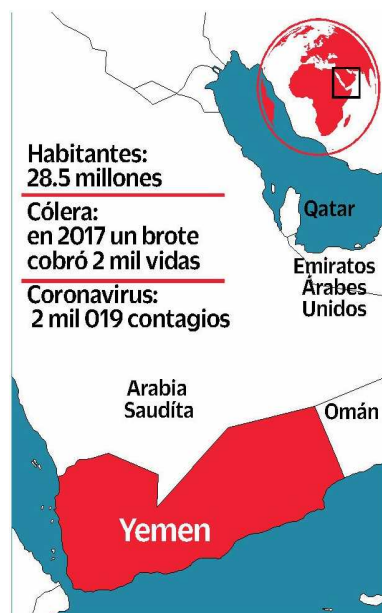 Habitantes:
28.5 millones
Cólera:
en 2017 un brote
cobró 2 mil vidas
Coronavirus:
2 mil 019 contagios
Qatar
Emiratos
Árabes
Unidos
Arabia
Saudíta
Omán
Yemen